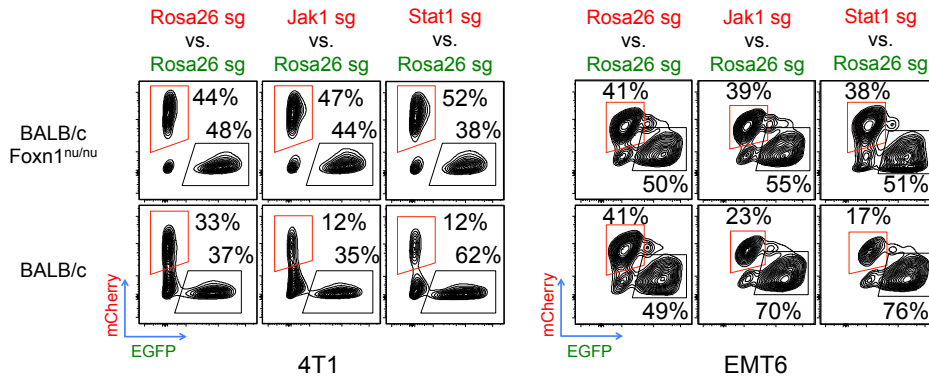 Rosa26 sg
vs.
Rosa26 sg
Jak1 sg
vs.
Rosa26 sg
Stat1 sg
vs.
Rosa26 sg
Rosa26 sg
vs.
Rosa26 sg
Jak1 sg
vs.
Rosa26 sg
Stat1 sg
vs.
Rosa26 sg
BALB/c
Foxn1nu/nu
44%
48%
47%
44%
52%
38%
41%
50%
39%
55%
38%
51%
BALB/c
33%
37%
12%
35%
12%
62%
41%
49%
23%
70%
17%
76%
mCherry
EGFP
4T1
mCherry
EGFP
EMT6